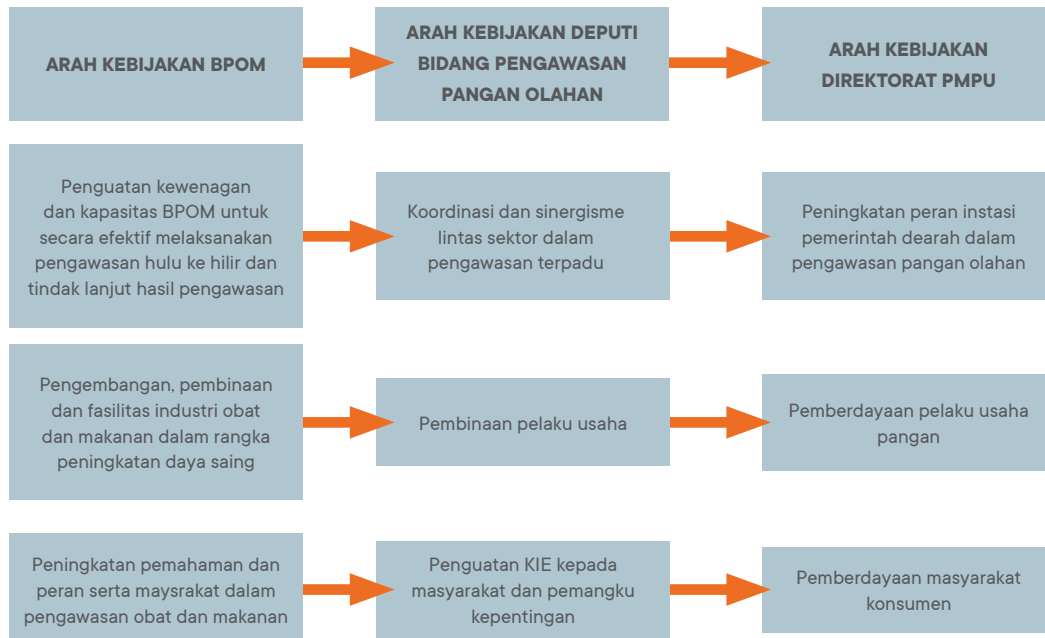 ARAH KEBIJAKAN BPOM
ARAH KEBIJAKAN DEPUTI
BIDANG PENGAWASAN
PANGAN OLAHAN
ARAH KEBIJAKAN
DIREKTORAT PMPU
Penguatan kewenagan
dan kapasitas BPOM untuk
secara efektif melaksanakan
pengawasan hulu ke hilir dan
tindak lanjut hasil pengawasan
Koordinasi dan sinergisme
lintas sektor dalam
pengawasan terpadu
Peningkatan peran instasi
pemerintah dearah dalam
pengawasan pangan olahan
Pengembangan, pembinaan
dan fasilitas industri obat
dan makanan dalam rangka
peningkatan daya saing
Pembinaan pelaku usaha
Pemberdayaan pelaku usaha
pangan
Peningkatan pemahaman dan
peran serta maysrakat dalam
pengawasan obat dan makanan
Penguatan KIE kepada
masyarakat dan pemangku
kepentingan
Pemberdayaan masyarakat
konsumen